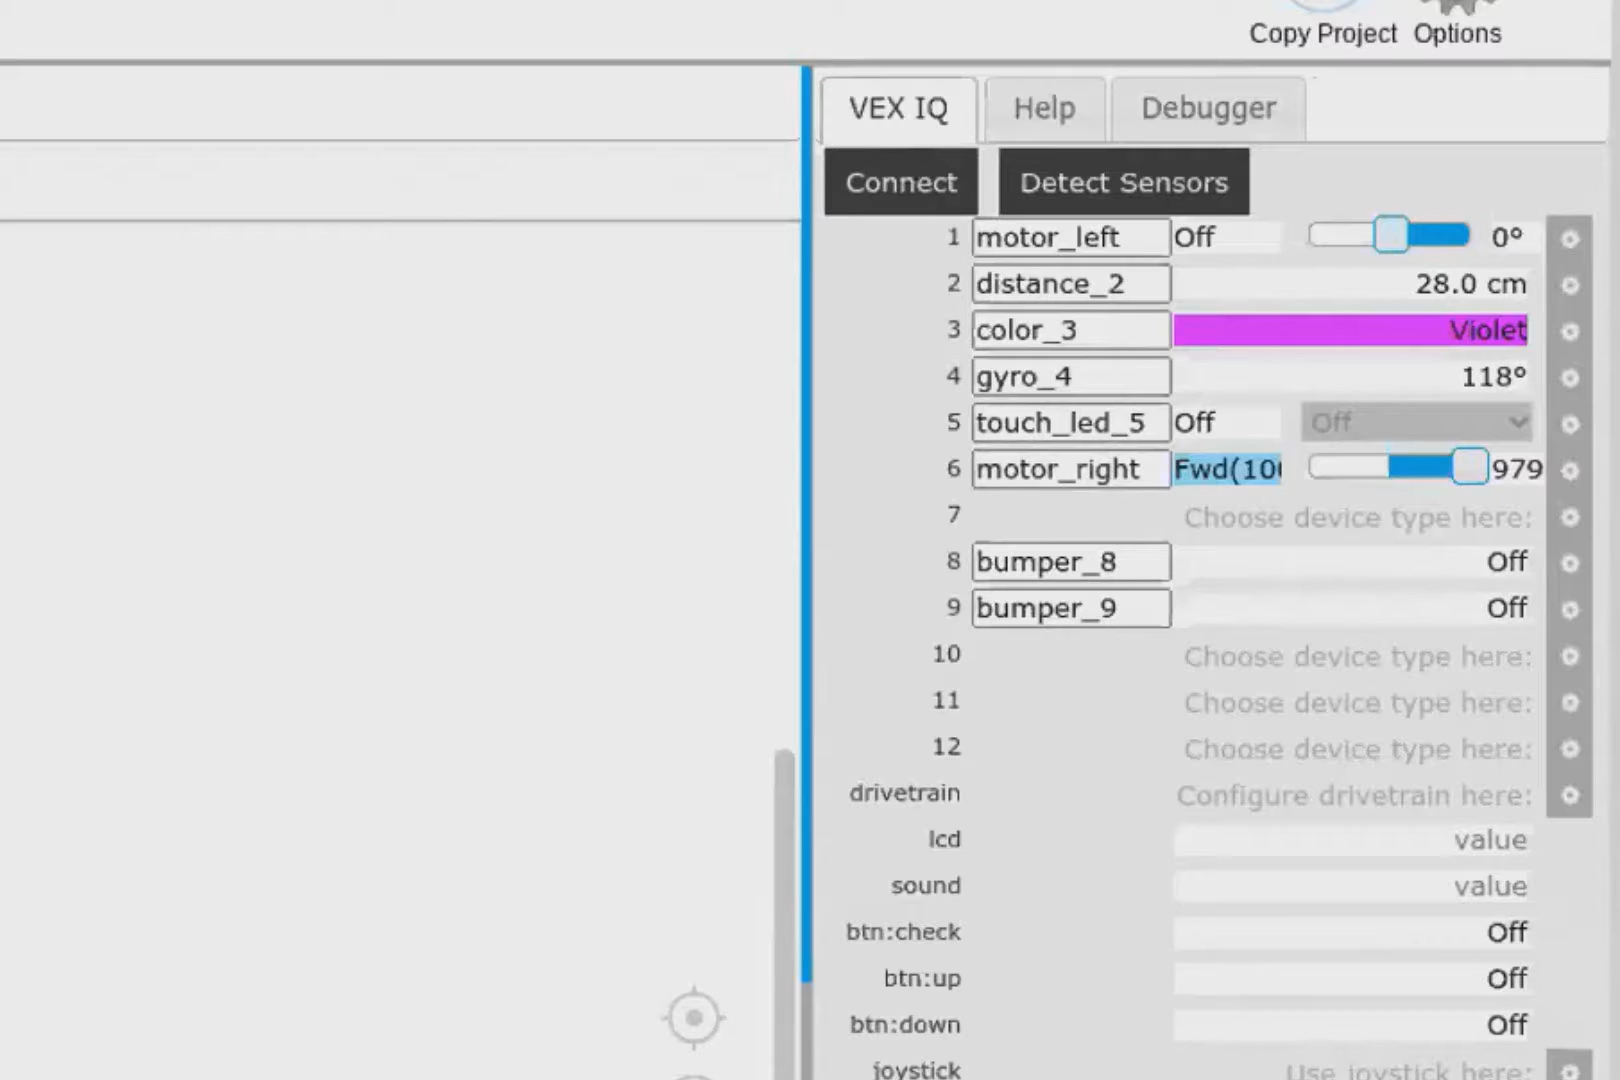 Copy Project Options
VEX IQ Help Debugger
Connect Detect Sensors
1 motor_left Off 0°
2 distance_2 28.0 cm
3 color_3 Violet
4 gyro_4 118°
5 touch_led_5 Off Off
6 motor_right Fwd(10 979
7 Choose device type here:
8 bumper_8 Off
9 bumper_9 Off
10 Choose device type here:
11 Choose device type here:
12 Choose device type here:
drivetrain Configure drivetrain here:
lcd value
sound value
btn:check Off
btn:up Off
btn:down Off
joystick Use joystick here: